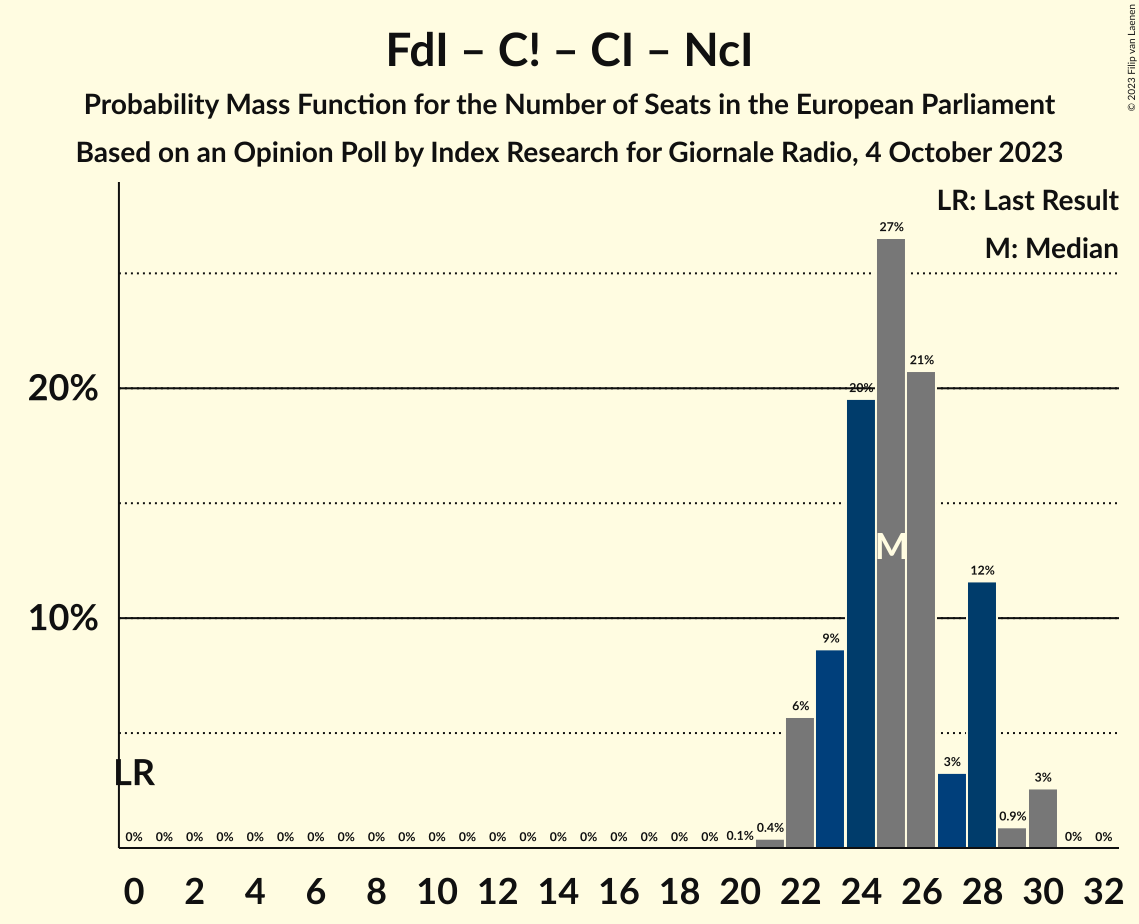 FdI – C! – CI – NcI
Probability Mass Function for the Number of Seats in the European Parliament
Based on an Opinion Poll by Index Research for Giornale Radio, 4 October 2023
© 2023 Filip van Laenen
LR: Last Result
M: Median
27%
21%
20%
20%
M
12%
10%
9%
6%
3%
3%
LR
0% 0% 0% 0% 0% 0% 0% 0% 0% 0% 0% 0% 0% 0% 0% 0% 0% 0% 0% 0% 0.1% 0.4% 0.9% 0% 0%
0 2 4 6 8 10 12 14 16 18 20 22 24 26 28 30 32